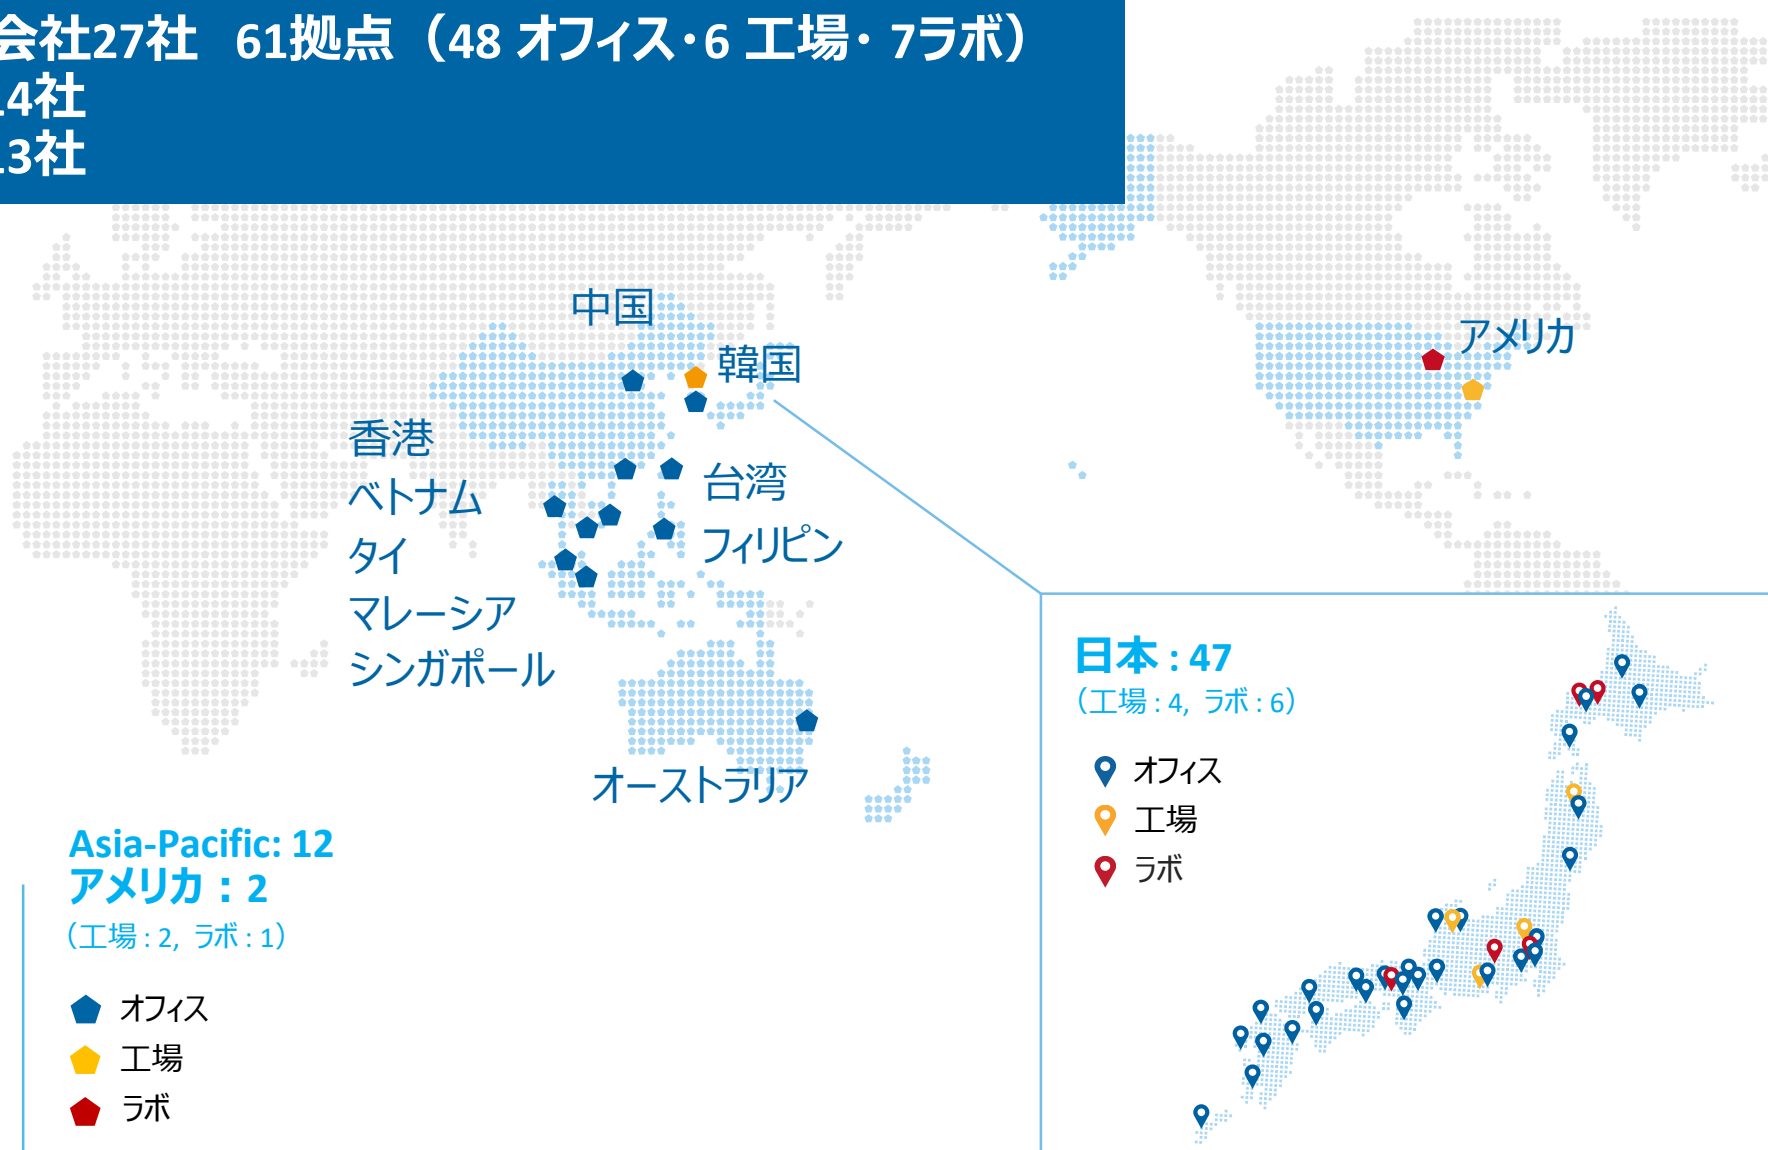 会社27社 61拠点（48 オフィス・6 工場・ 7ラボ）
14社
13社
中国
韓国
アメリカ
香港
ベトナム
タイ
マレーシア
シンガポール
台湾
フィリピン
オーストラリア
Asia-Pacific: 12
アメリカ：2
（工場 : 2, ラボ : 1）
オフィス
工場
ラボ
日本 : 47
（工場 : 4, ラボ : 6）
オフィス
工場
ラボ